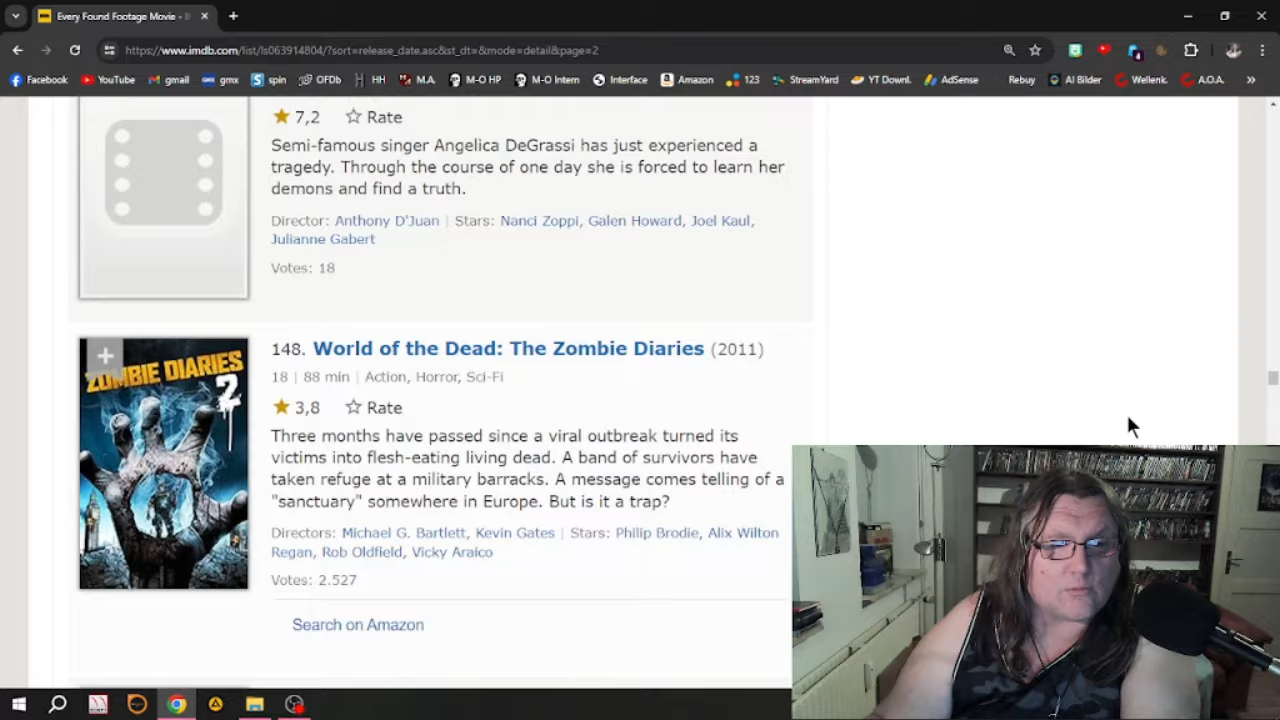 Every Found Footage Movie - I
https://www.imdb.com/list/ls063914804/?sort=release_date.asc&st_dt=&mode=detail&page=2
Facebook YouTube gmail gmx spin OFDb HH M.A M-O HP M-O Intern Interface Amazon 123 StreamYard YT Downl. AdSense Rebuy AI Bilder Wellenk. A.O.A. »
7,2 Rate
Semi-famous singer Angelica DeGrassi has just experienced a
tragedy. Through the course of one day she is forced to learn her
demons and find a truth.
Director: Anthony D'Juan | Stars: Nanci Zoppi, Galen Howard, Joel Kaul,
Julianne Gabert
Votes: 18
ZOMBIE DIARIES
2
148. World of the Dead: The Zombie Diaries (2011)
18 | 88 min | Action, Horror, Sci-Fi
3,8 Rate
Three months have passed since a viral outbreak turned its
victims into flesh-eating living dead. A band of survivors have
taken refuge at a military barracks. A message comes telling of a
"sanctuary" somewhere in Europe. But is it a trap?
Directors: Michael G. Bartlett, Kevin Gates | Stars: Philip Brodie, Alix Wilton
Regan, Rob Oldfield, Vicky Araico
Votes: 2.527
Search on Amazon